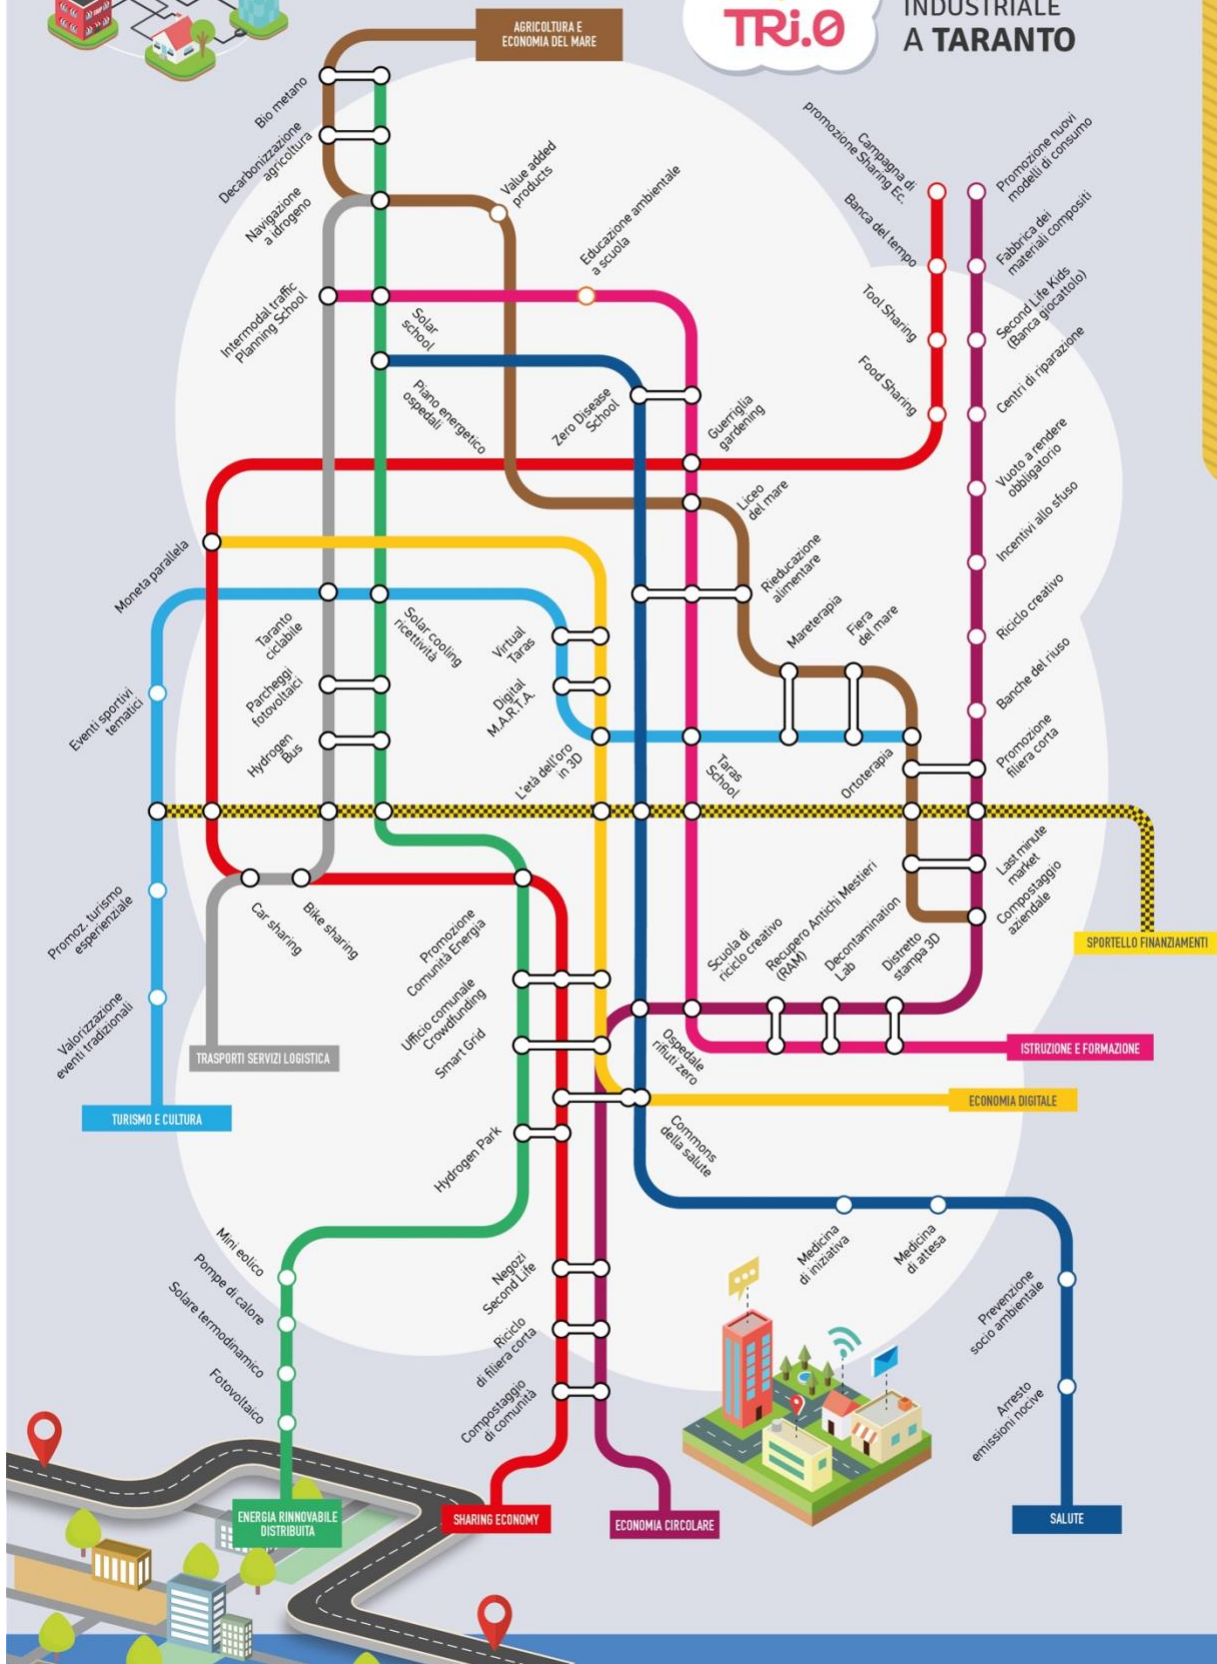 AGRICOLTURA E
ECONOMIA DEL MARE
TRi.0
INDUSTRIALE
A TARANTO
Bio metano
Decarbonizzazione
agricoltura
Navigazione
a idrogeno
Value added
products
Educazione ambientale
a scuola
Campagna di
promozione Sharing Ec.
Promozione nuovi
modelli di consumo
Banca del tempo
Fabbrica dei
materiali compositi
Intermodal traffic
Planning School
Solar
school
Tool Sharing
Second Life Kids
(Banca giocattolo)
Piano energetico
ospedali
Zero Disease
School
Guerriglia
gardening
Food Sharing
Centri di riparazione
Liceo
del mare
Vuoto a rendere
obbligatorio
Moneta parallela
Rieducazione
alimentare
Incentivi allo sfuso
Taranto
ciclabile
Solar cooling
ricettività
Virtual
Taras
Mareterapia
Fiera
del mare
Riciclo creativo
Eventi sportivi
tematici
Parcheggi
fotovoltaici
Digital
M.A.R.T.A.
Banche del riuso
Hydrogen
Bus
L'età dell'oro
in 3D
Taras
School
Ortoterapia
Promozione
filiera corta
Promoz. turismo
esperienziale
Car sharing
Bike sharing
Promozione
Comunità Energia
Scuola di
riciclo creativo
Recupero Antichi Mestieri
(RAM)
Decontamination
Lab
Distretto
stampa 3D
Last minute
market
Compostaggio
aziendale
SPORTELLO FINANZIAMENTI
Valorizzazione
eventi tradizionali
Ufficio comunale
Crowdfunding
Smart Grid
Ospedale
rifiuti zero
TRASPORTI SERVIZI LOGISTICA
ISTRUZIONE E FORMAZIONE
TURISMO E CULTURA
ECONOMIA DIGITALE
Hydrogen Park
Commons
della salute
Mini eolico
Pompe di calore
Solare termodinamico
Fotovoltaico
Negozi
Second Life
Medicina
di iniziativa
Medicina
di attesa
Prevenzione
socio ambientale
Riciclo
di filiera corta
Compostaggio
di comunità
Arresto
emissioni nocive
ENERGIA RINNOVABILE
DISTRIBUITA
SHARING ECONOMY
ECONOMIA CIRCOLARE
SALUTE